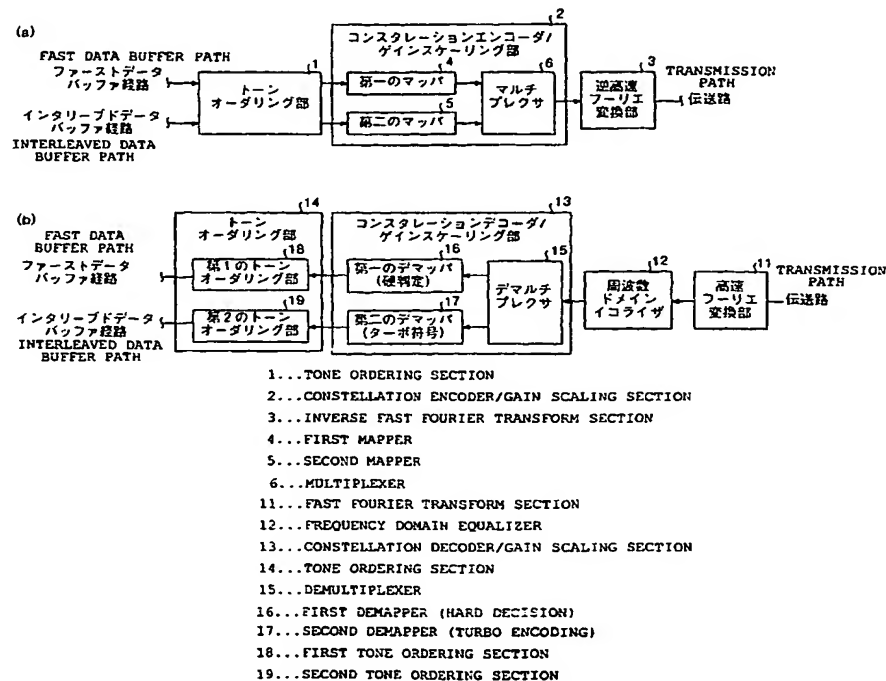 (a)
2
コンスタレーションエンコーダ/
ゲインスケーリング部
FAST DATA BUFFER PATH
ファーストデータ
バッファ経路
1
トーン
オーダリング部
4
第一のマッパ
5
第二のマッパ
6
マルチ
プレクサ
3
逆高速
フーリエ
変換部
TRANSMISSION
PATH
伝送路
インタリーブドデータ
バッファ経路
INTERLEAVED DATA
BUFFER PATH
(b)
14
トーン
オーダリング部
13
コンスタレーションデコーダ/
ゲインスケーリング部
FAST DATA
BUFFER PATH
ファーストデータ
バッファ経路
18
第1のトーン
オーダリング部
16
第一のデマッパ
(硬判定)
15
デマルチ
プレクサ
12
周波数
ドメイン
イコライザ
11
高速
フーリエ
変換部
TRANSMISSION
PATH
伝送路
インタリーブドデータ
バッファ経路
INTERLEAVED DATA
BUFFER PATH
19
第2のトーン
オーダリング部
17
第二のデマッパ
(ターボ符号)
1...TONE ORDERING SECTION
2...CONSTELLATION ENCODER/GAIN SCALING SECTION
3...INVERSE FAST FOURIER TRANSFORM SECTION
4...FIRST MAPPER
5...SECOND MAPPER
6...MULTIPLEXER
11...FAST FOURIER TRANSFORM SECTION
12...FREQUENCY DOMAIN EQUALIZER
13...CONSTELLATION DECODER/GAIN SCALING SECTION
14...TONE ORDERING SECTION
15...DEMULTIPLEXER
16...FIRST DEMAPPER (HARD DECISION)
17...SECOND DEMAPPER (TURBO ENCODING)
18...FIRST TONE ORDERING SECTION
19...SECOND TONE ORDERING SECTION